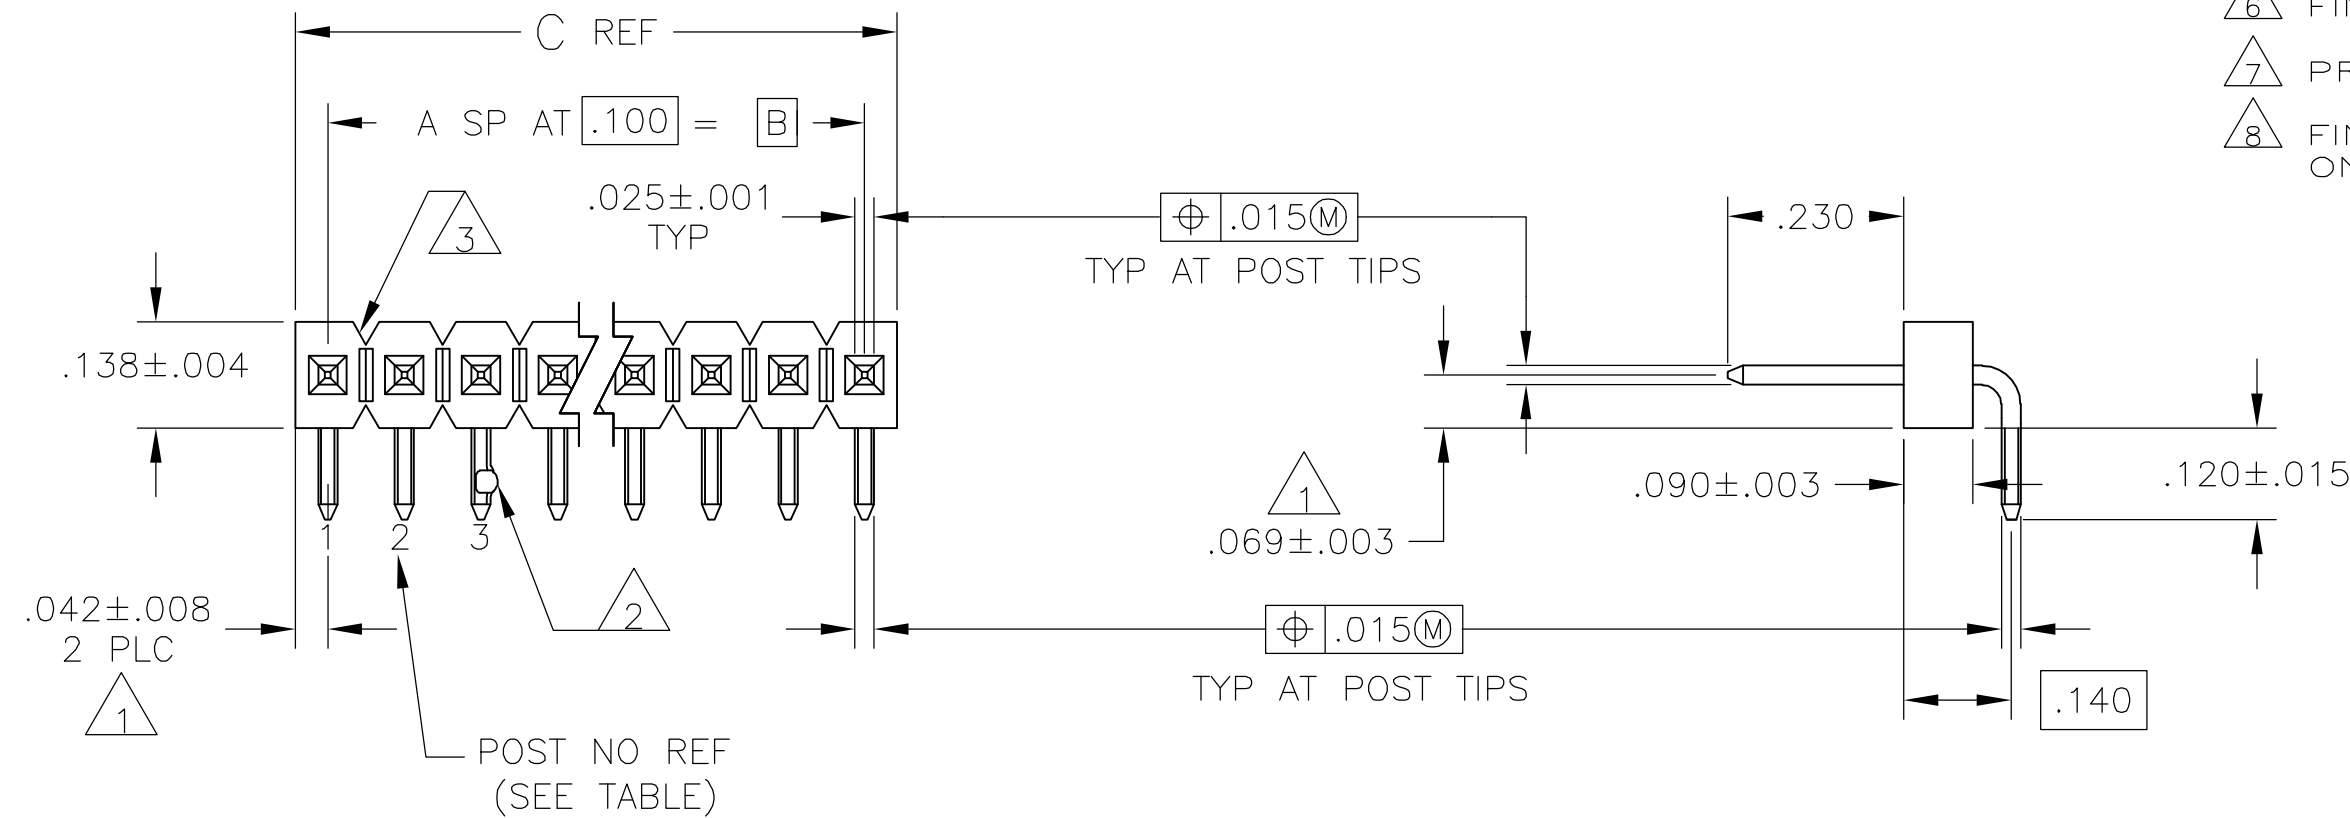 C REF
A SP AT .100 = B
.025±.001
TYP
3
.138±.004
1 2 3
.042±.008
2 PLC
1
2
POST NO REF
(SEE TABLE)
⌖ .015Ⓜ
TYP AT POST TIPS
1
.069±.003
⌖ .015Ⓜ
TYP AT POST TIPS
.230
.090±.003
.120±.015
.140
6
7
8